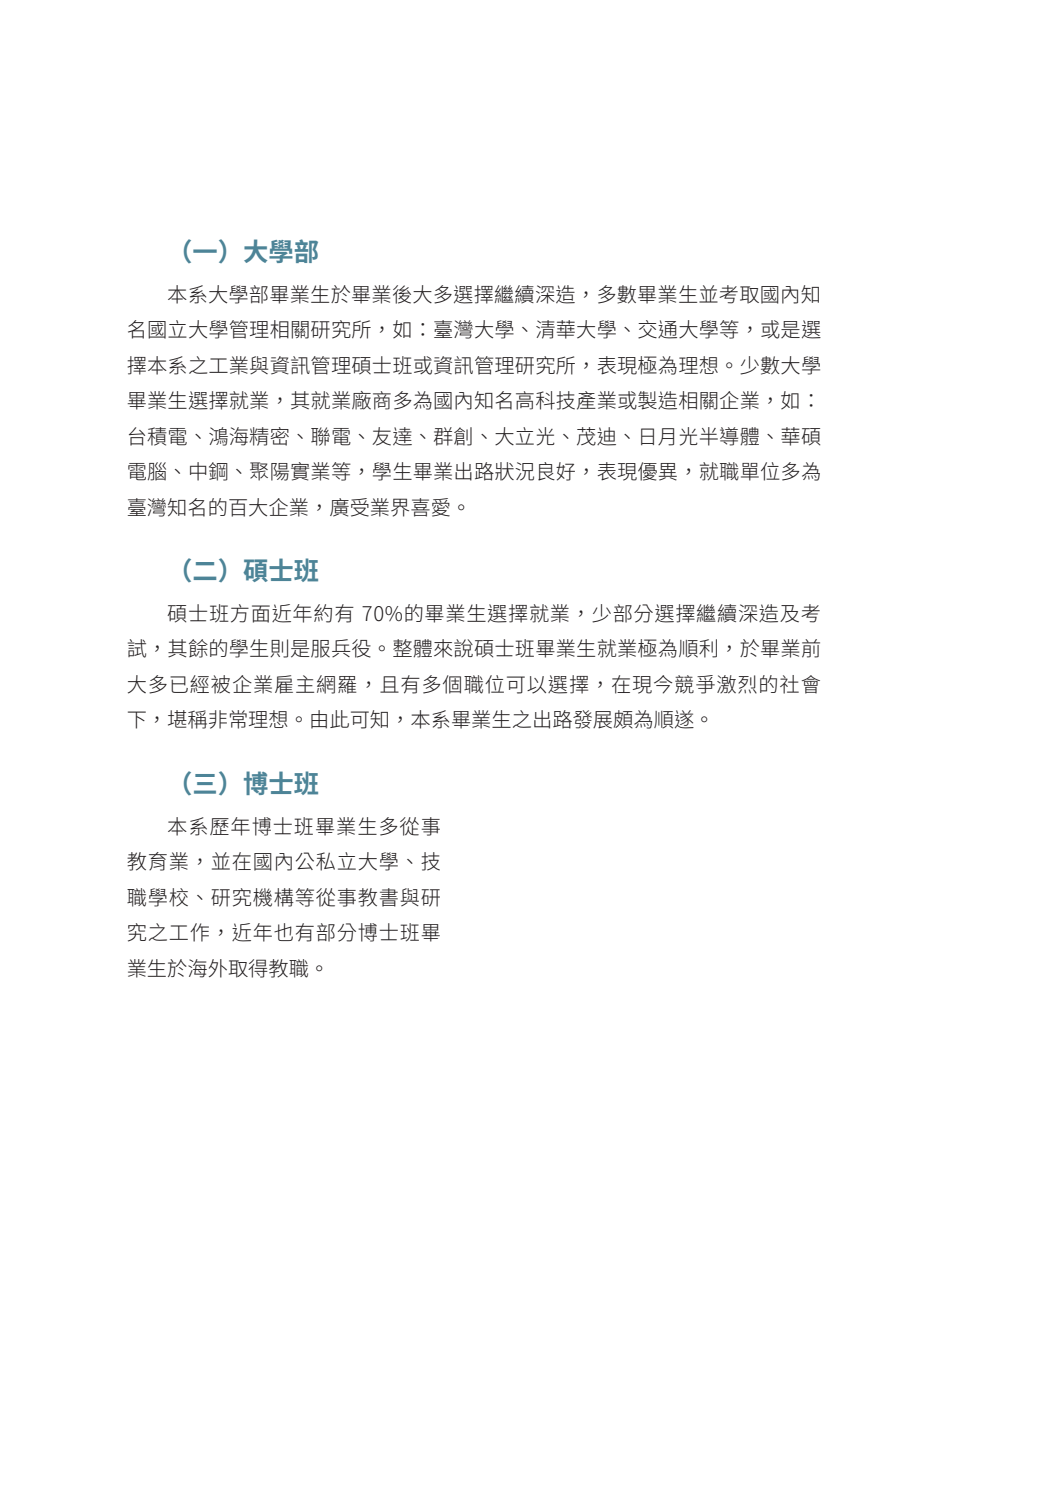 （一）大學部
本系大學部畢業生於畢業後大多選擇繼續深造，多數畢業生並考取國內知
名國立大學管理相關研究所，如：臺灣大學、清華大學、交通大學等，或是選
擇本系之工業與資訊管理碩士班或資訊管理研究所，表現極為理想。少數大學
畢業生選擇就業，其就業廠商多為國內知名高科技產業或製造相關企業，如：
台積電、鴻海精密、聯電、友達、群創、大立光、茂迪、日月光半導體、華碩
電腦、中鋼、聚陽實業等，學生畢業出路狀況良好，表現優異，就職單位多為
臺灣知名的百大企業，廣受業界喜愛。
（二）碩士班
碩士班方面近年約有 70%的畢業生選擇就業，少部分選擇繼續深造及考
試，其餘的學生則是服兵役。整體來說碩士班畢業生就業極為順利，於畢業前
大多已經被企業雇主網羅，且有多個職位可以選擇，在現今競爭激烈的社會
下，堪稱非常理想。由此可知，本系畢業生之出路發展頗為順遂。
（三）博士班
本系歷年博士班畢業生多從事
教育業，並在國內公私立大學、技
職學校、研究機構等從事教書與研
究之工作，近年也有部分博士班畢
業生於海外取得教職。